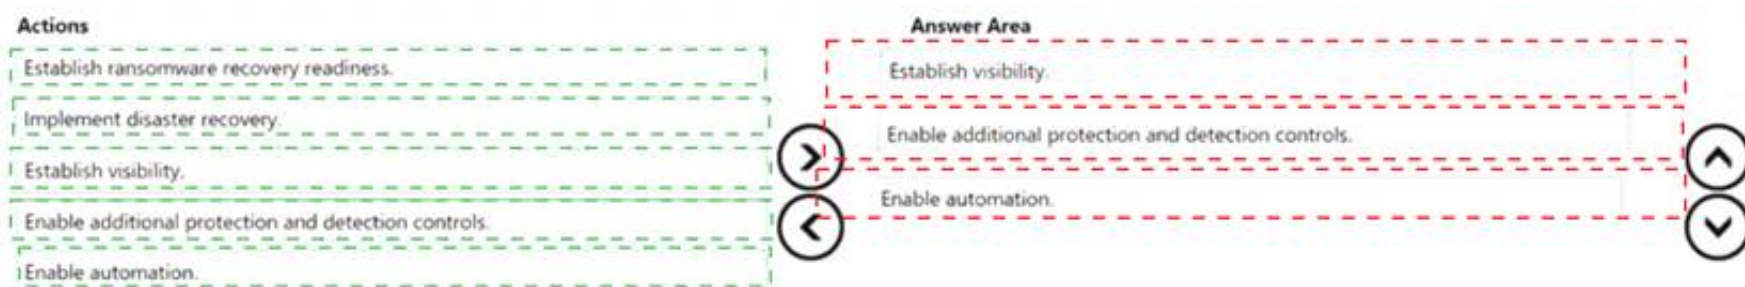 Actions
Establish ransomware recovery readiness.
Implement disaster recovery.
Establish visibility.
Enable additional protection and detection controls.
Enable automation.
Answer Area
Establish visibility.
Enable additional protection and detection controls.
Enable automation.